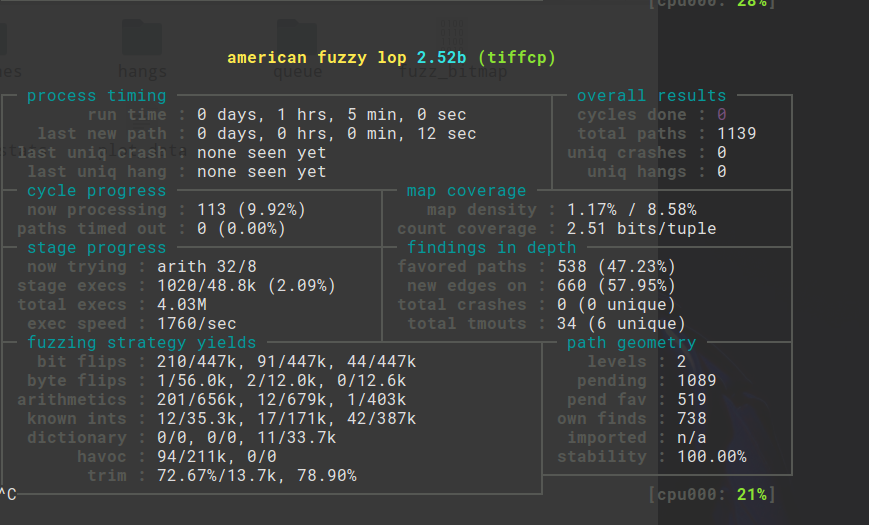 [cpu000: 28%]
hangs queue fuzz_bitmap
american fuzzy lop 2.52b (tiffcp)
process timing overall results
run time : 0 days, 1 hrs, 5 min, 0 sec cycles done : 0
last new path : 0 days, 0 hrs, 0 min, 12 sec total paths : 1139
last uniq crash : none seen yet uniq crashes : 0
last uniq hang : none seen yet uniq hangs : 0
cycle progress map coverage
now processing : 113 (9.92%) map density : 1.17% / 8.58%
paths timed out : 0 (0.00%) count coverage : 2.51 bits/tuple
stage progress findings in depth
now trying : arith 32/8 favored paths : 538 (47.23%)
stage execs : 1020/48.8k (2.09%) new edges on : 660 (57.95%)
total execs : 4.03M total crashes : 0 (0 unique)
exec speed : 1760/sec total tmouts : 34 (6 unique)
fuzzing strategy yields path geometry
bit flips : 210/447k, 91/447k, 44/447k levels : 2
byte flips : 1/56.0k, 2/12.0k, 0/12.6k pending : 1089
arithmetics : 201/656k, 12/679k, 1/403k pend fav : 519
known ints : 12/35.3k, 17/171k, 42/387k own finds : 738
dictionary : 0/0, 0/0, 11/33.7k imported : n/a
havoc : 94/211k, 0/0 stability : 100.00%
trim : 72.67%/13.7k, 78.90%
^C [cpu000: 21%]